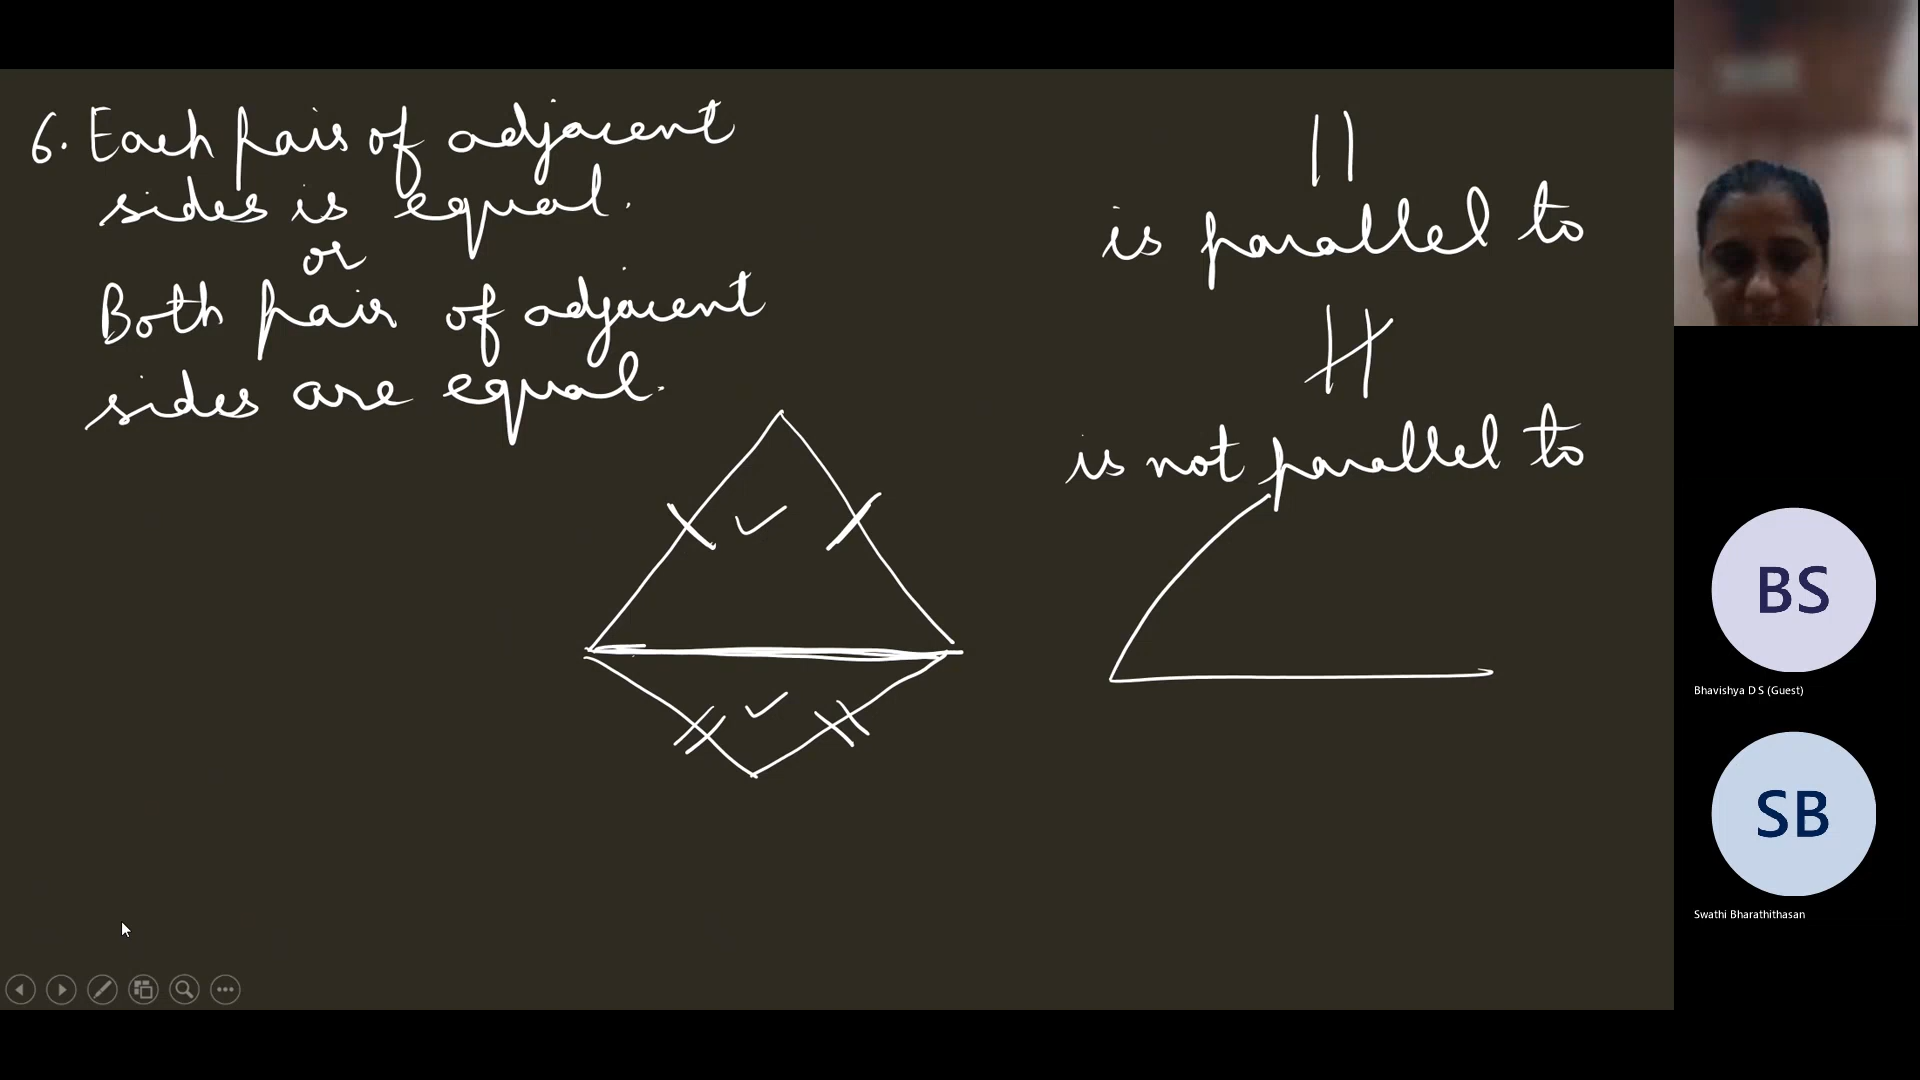 6. Each pair of adjacent
sides is equal.
or
Both pair of adjacent
sides are equal.
||
is parallel to
∦
is not parallel to
BS
Bhavishya D S (Guest)
SB
Swathi Bharathithasan